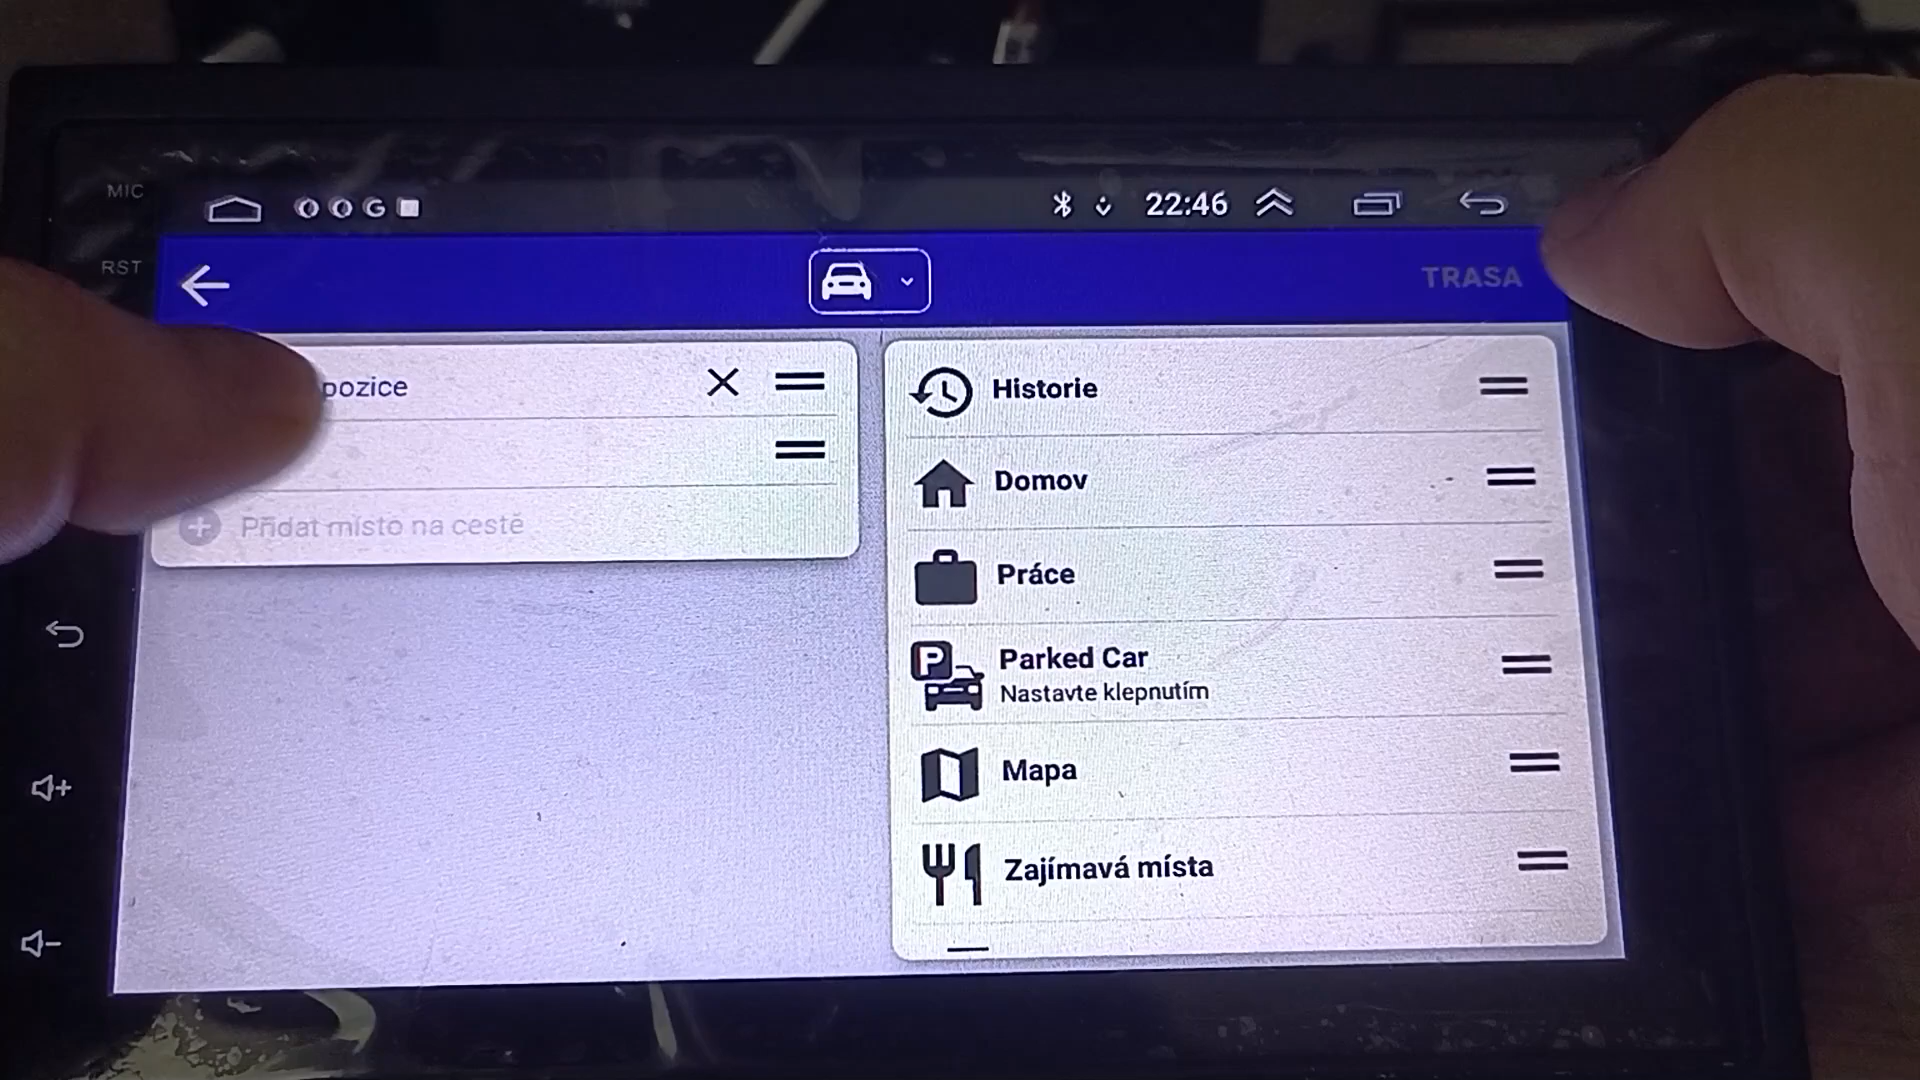 MIC
RST
G
22:46
TRASA
pozice
Přidat místo na cestě
Historie
Domov
Práce
P
Parked Car
Nastavte klepnutím
Mapa
Zajímavá místa